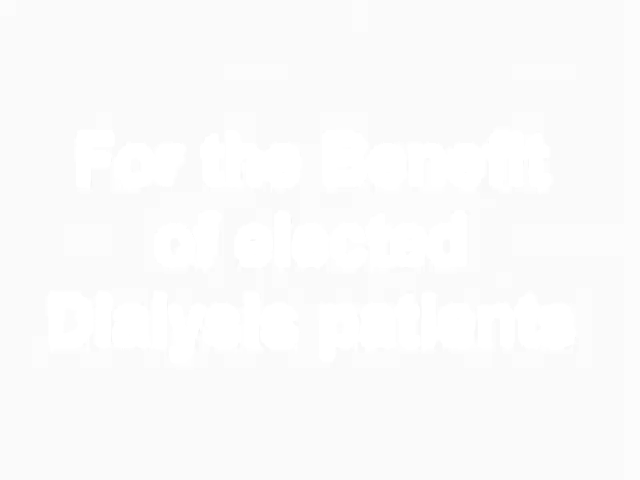 For the Benefit
of elected
Dialysis patients